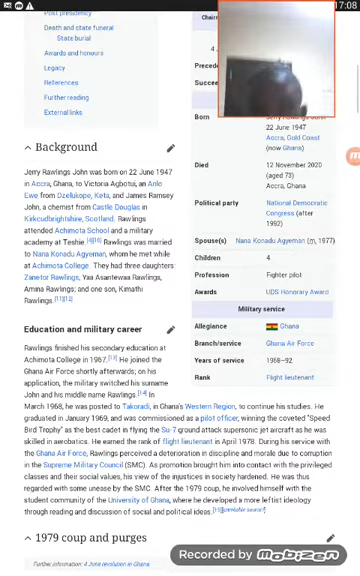 17:08
Post presidency
Death and state funeral
State burial
Awards and honours
Legacy
References
Further reading
External links
Background
Jerry Rawlings John was born on 22 June 1947
in Accra, Ghana, to Victoria Agbotui, an Anlo
Ewe from Dzelukope, Keta, and James Ramsey
John, a chemist from Castle Douglas in
Kirkcudbrightshire, Scotland. Rawlings
attended Achimota School and a military
academy at Teshie. Rawlings was married
to Nana Konadu Agyeman, whom he met while
at Achimota College. They had three daughters:
Zanetor Rawlings, Yaa Asantewaa Rawlings,
Amina Rawlings; and one son, Kimathi
Rawlings.[11][12]
Born
22 June 1947
Accra, Gold Coast
(now Ghana)
Died 12 November 2020
(aged 73)
Accra, Ghana
Political party National Democratic
Congress (after
1992)
Spouse(s) Nana Konadu Agyeman (m. 1977)
Children 4
Profession Fighter pilot
Awards UDS Honorary Award
Military service
Allegiance Ghana
Branch/service Ghana Air Force
Years of service 1968–92
Rank Flight lieutenant
Education and military career
Rawlings finished his secondary education at
Achimota College in 1967.[13] He joined the
Ghana Air Force shortly afterwards; on his
application, the military switched his surname
John and his middle name Rawlings.[14] In
March 1968, he was posted to Takoradi, in Ghana's Western Region, to continue his studies. He
graduated in January 1969, and was commissioned as a pilot officer, winning the coveted "Speed
Bird Trophy" as the best cadet in flying the Su-7 ground attack supersonic jet aircraft as he was
skilled in aerobatics. He earned the rank of flight lieutenant in April 1978. During his service with
the Ghana Air Force, Rawlings perceived a deterioration in discipline and morale due to corruption
in the Supreme Military Council (SMC). As promotion brought him into contact with the privileged
classes and their social values, his view of the injustices in society hardened. He was thus
regarded with some unease by the SMC. After the 1979 coup, he involved himself with the
student community of the University of Ghana, where he developed a more leftist ideology
through reading and discussion of social and political ideas.[15]
1979 coup and purges
Further information: 4 June revolution in Ghana
Recorded by Mobizen